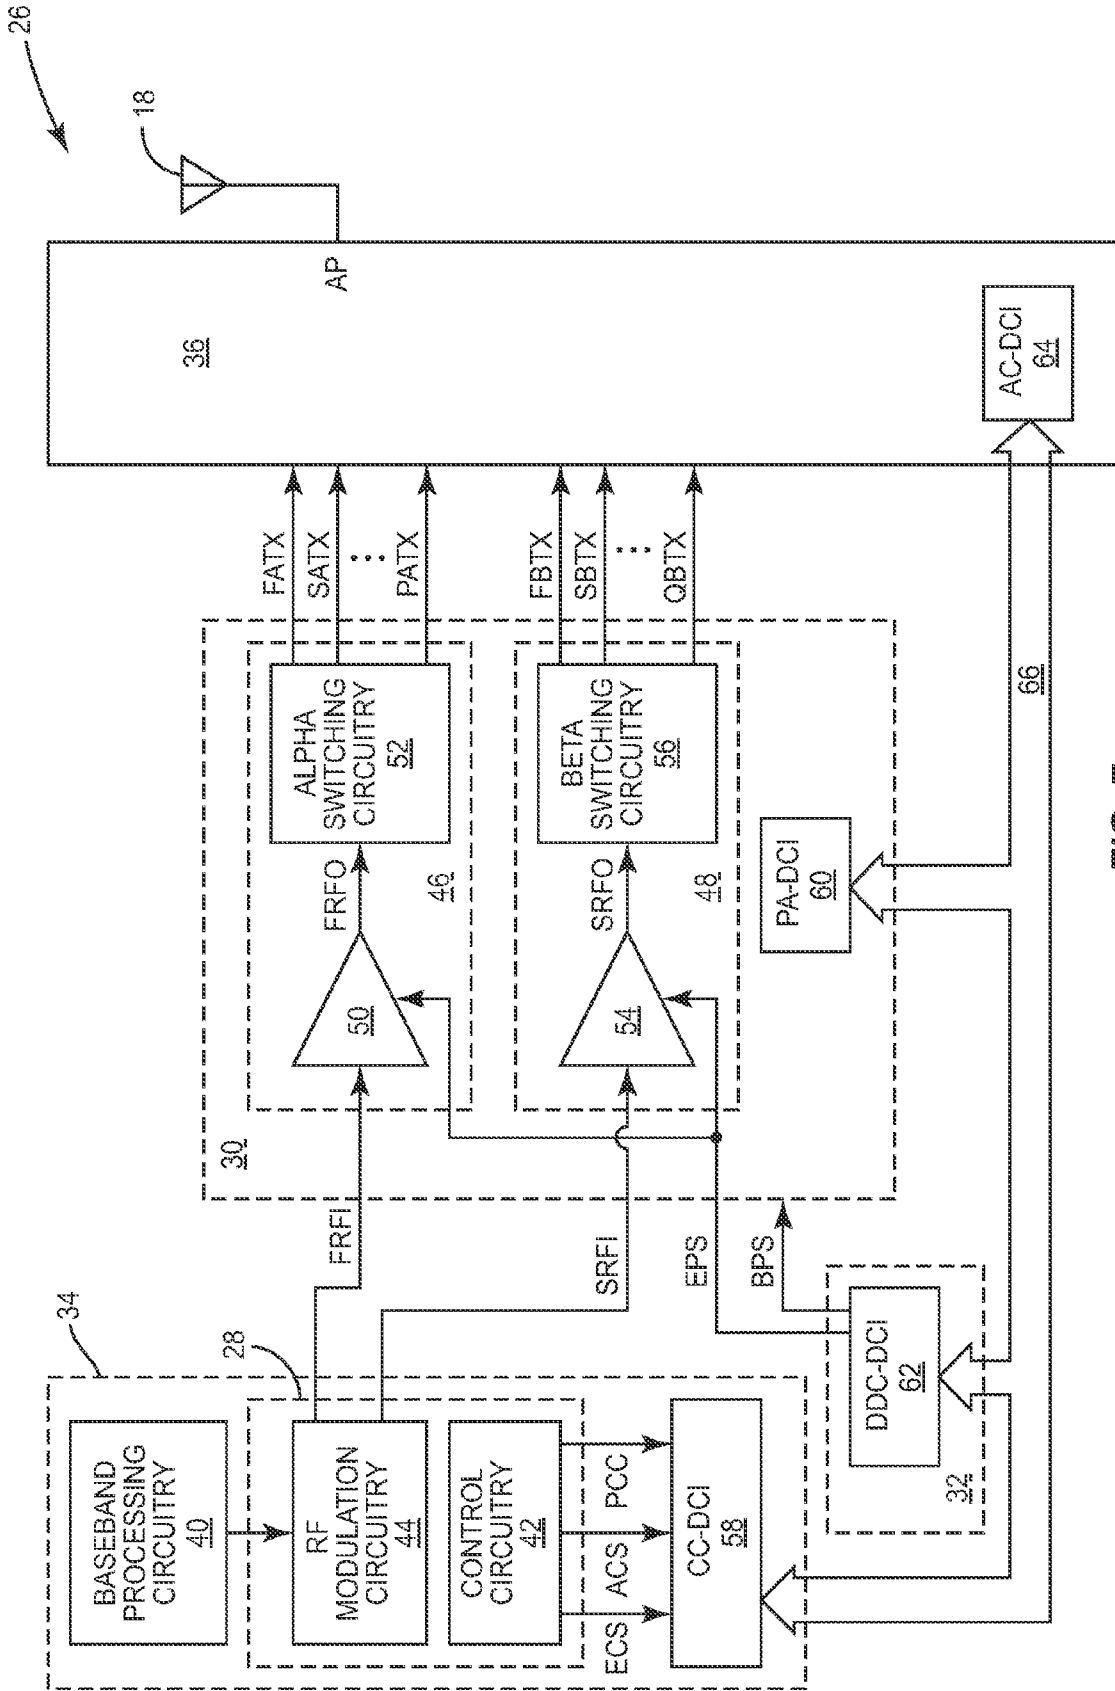 26
18
34
28
BASEBAND
PROCESSING
CIRCUITRY
40
RF
MODULATION
CIRCUITRY
44
CONTROL
CIRCUITRY
42
ECS
ACS
PCC
CC-DCI
58
FRFI
SRFI
EPS
BPS
DDC-DCI
62
32
30
50
FRFO
ALPHA
SWITCHING
CIRCUITRY
52
46
54
SRFO
BETA
SWITCHING
CIRCUITRY
56
48
PA-DCI
60
FATX
SATX
...
PATX
FBTX
SBTX
...
QBTX
36
AP
AC-DCI
64
66